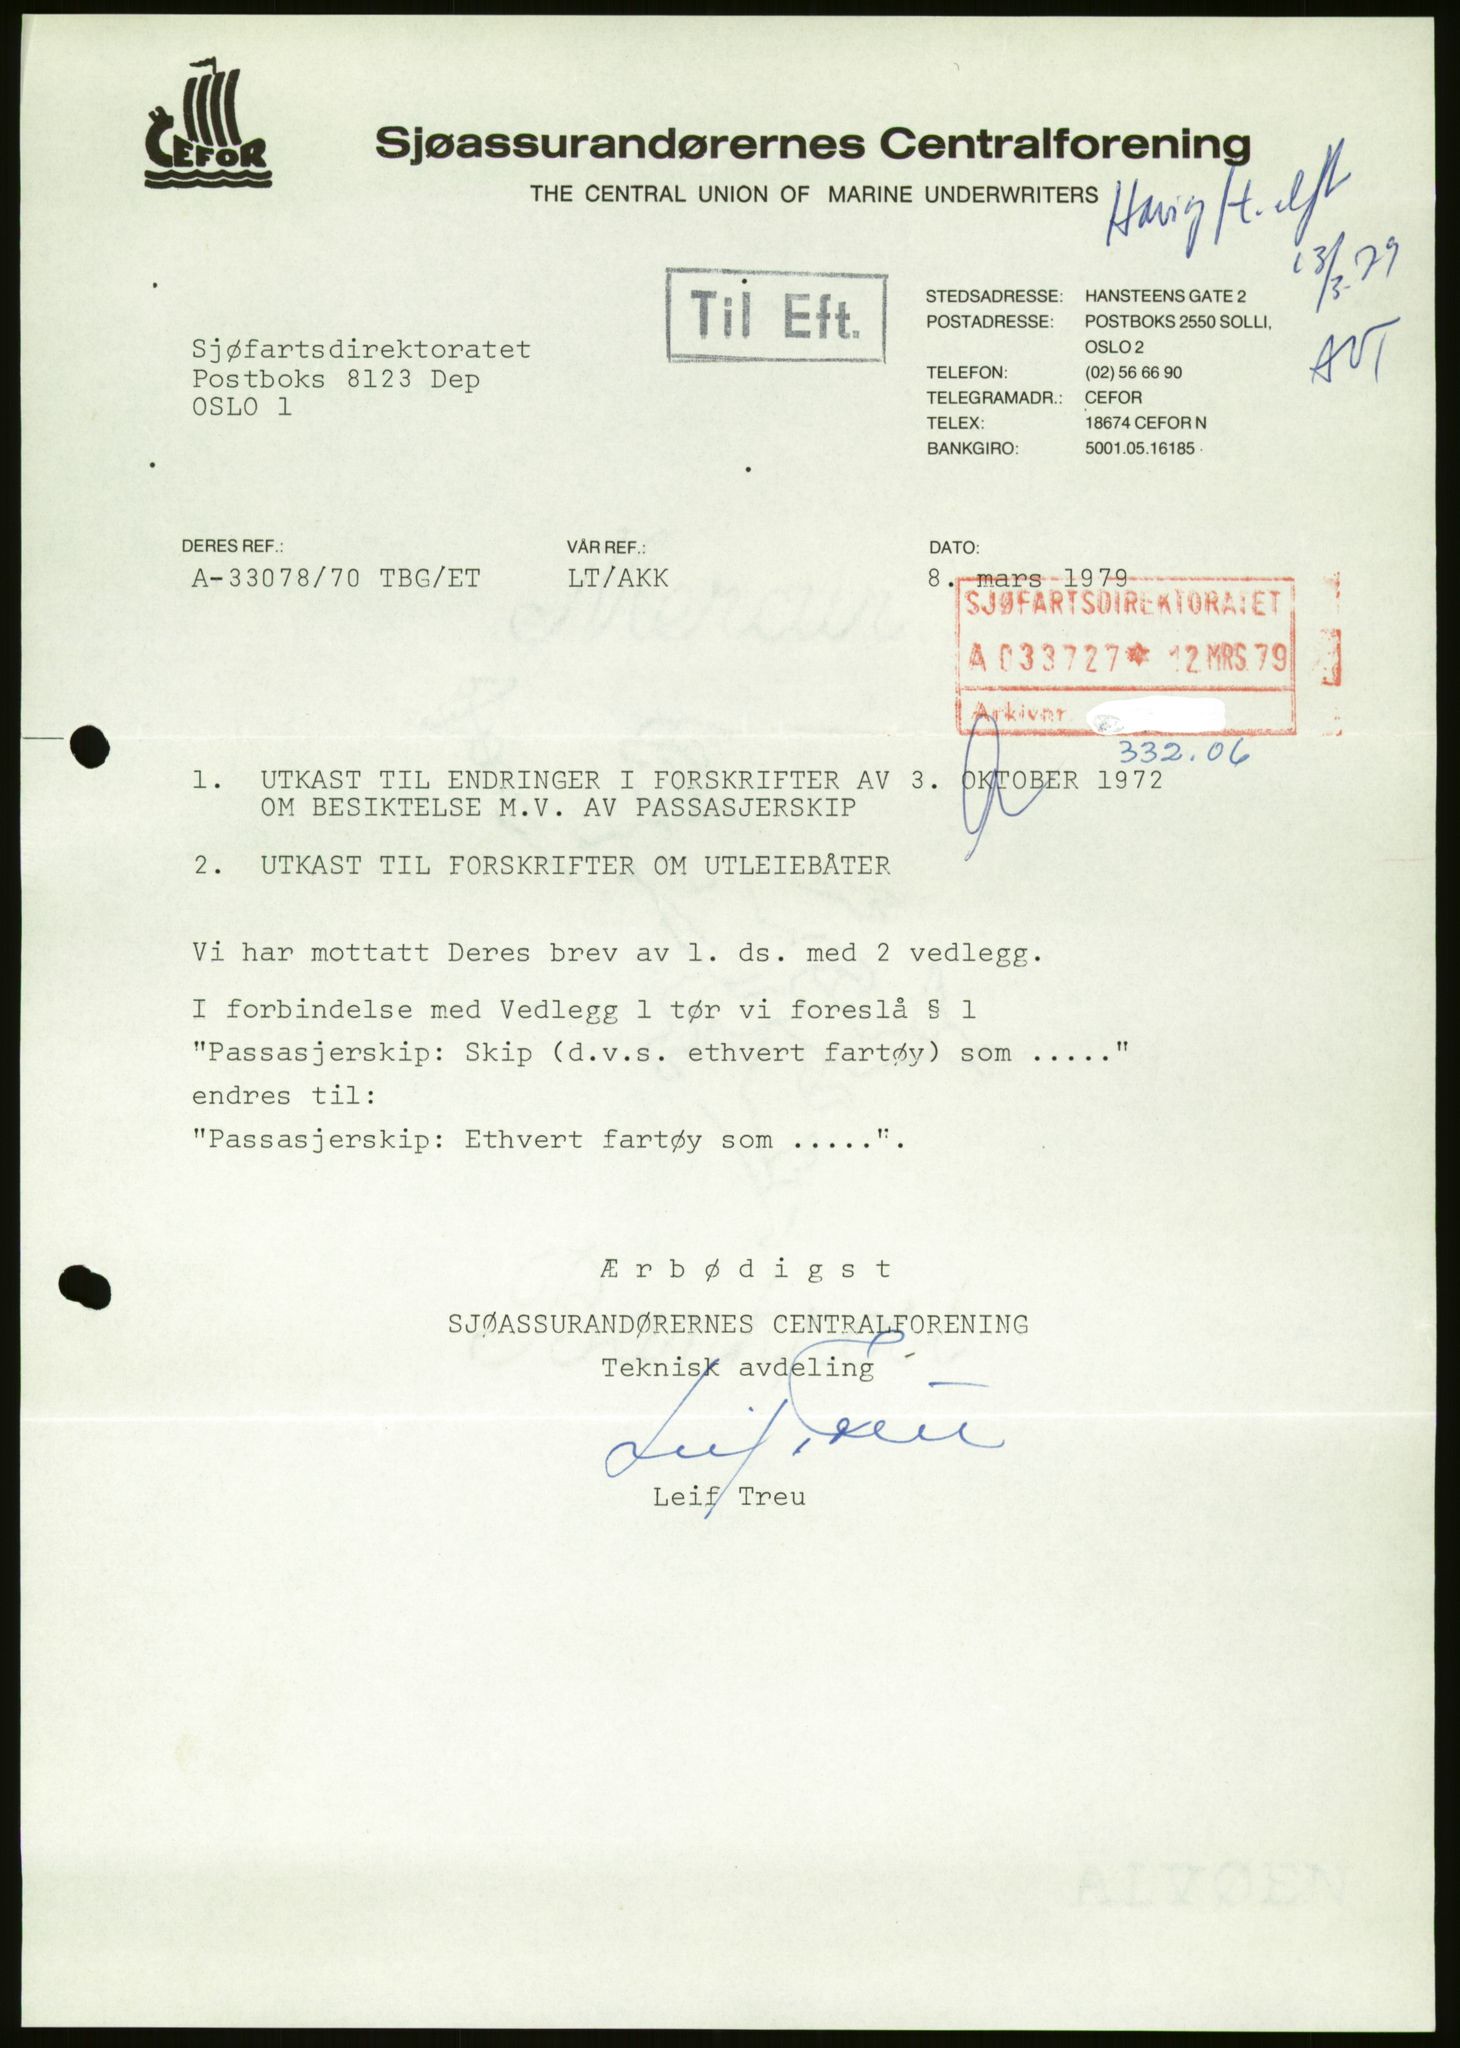 CEFOR
Sjøassurandørernes Centralforening
THE CENTRAL UNION OF MARINE UNDERWRITERS
13/3-79
AVT
Til Eft.
Sjøfartsdirektoratet
Postboks 8123 Dep
OSLO 1
STEDSADRESSE: HANSTEENS GATE 2
POSTADRESSE: POSTBOKS 2550 SOLLI,
OSLO 2
TELEFON: (02) 56 66 90
TELEGRAMADR.: CEFOR
TELEX: 18674 CEFOR N
BANKGIRO: 5001.05.16185
DERES REF.: VÅR REF.: DATO:
A-33078/70 TBG/ET LT/AKK 8. mars 1979
SJØFARTSDIREKTORATET
A 033727* 12 MRS. 79
Arkivnr.
332.06
1. UTKAST TIL ENDRINGER I FORSKRIFTER AV 3. OKTOBER 1972
OM BESIKTELSE M.V. AV PASSASJERSKIP
2. UTKAST TIL FORSKRIFTER OM UTLEIEBÅTER
Vi har mottatt Deres brev av 1. ds. med 2 vedlegg.
I forbindelse med Vedlegg 1 tør vi foreslå § 1
"Passasjerskip: Skip (d.v.s. ethvert fartøy) som ....."
endres til:
"Passasjerskip: Ethvert fartøy som .....".
Ærbødigst
SJØASSURANDØRERNES CENTRALFORENING
Teknisk avdeling
Leif Treu
Leif Treu